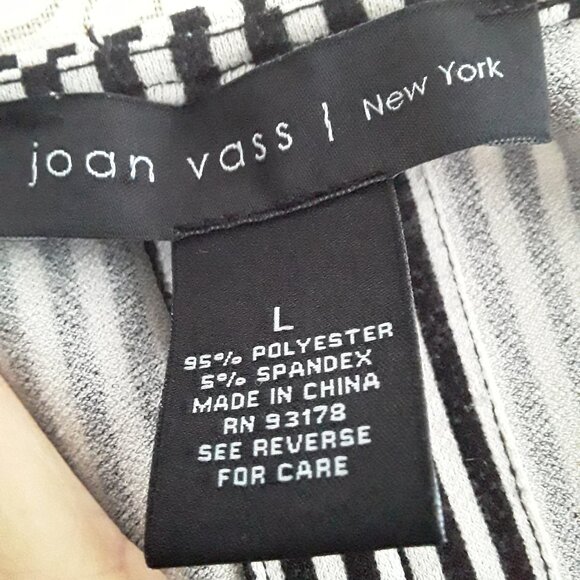 joan vass | New York
L
95% POLYESTER
5% SPANDEX
MADE IN CHINA
RN 93178
SEE REVERSE
FOR CARE